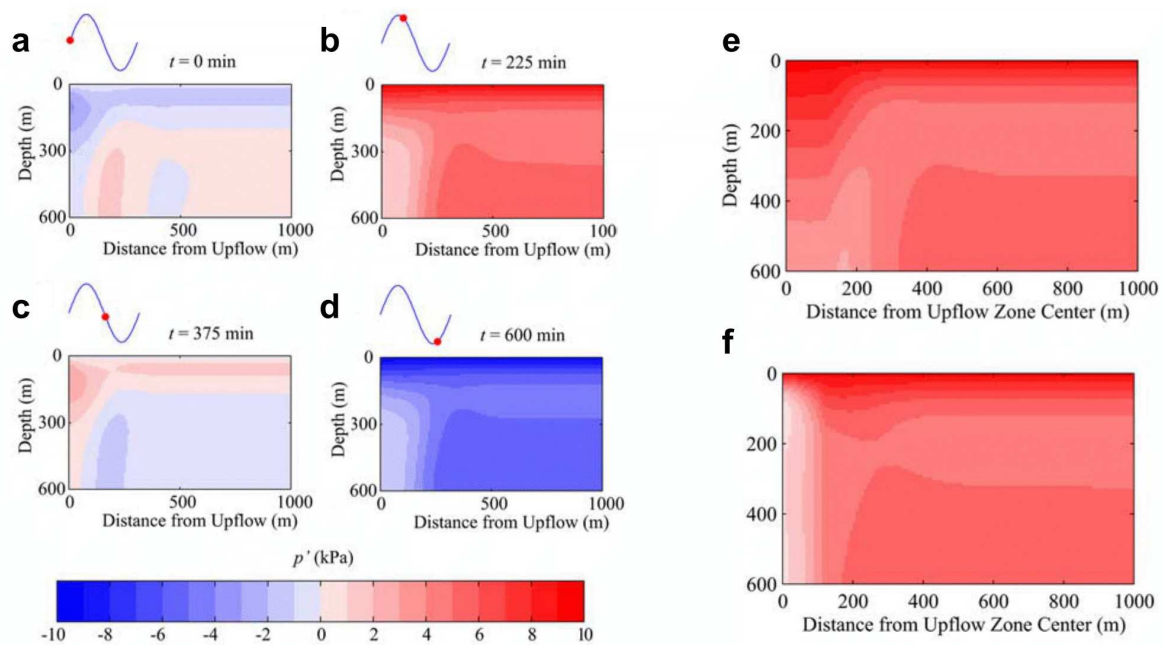 a
t = 0 min
0
300
600
Depth (m)
0
500
1000
Distance from Upflow (m)
b
t = 225 min
0
300
600
Depth (m)
0
500
100
Distance from Upflow (m)
c
t = 375 min
0
300
600
Depth (m)
0
500
1000
Distance from Upflow (m)
d
t = 600 min
0
300
600
Depth (m)
0
500
1000
Distance from Upflow (m)
p' (kPa)
-10 -8 -6 -4 -2 0 2 4 6 8 10
e
0
200
400
600
Depth (m)
0 200 400 600 800 1000
Distance from Upflow Zone Center (m)
f
0
200
400
600
Depth (m)
0 200 400 600 800 1000
Distance from Upflow Zone Center (m)